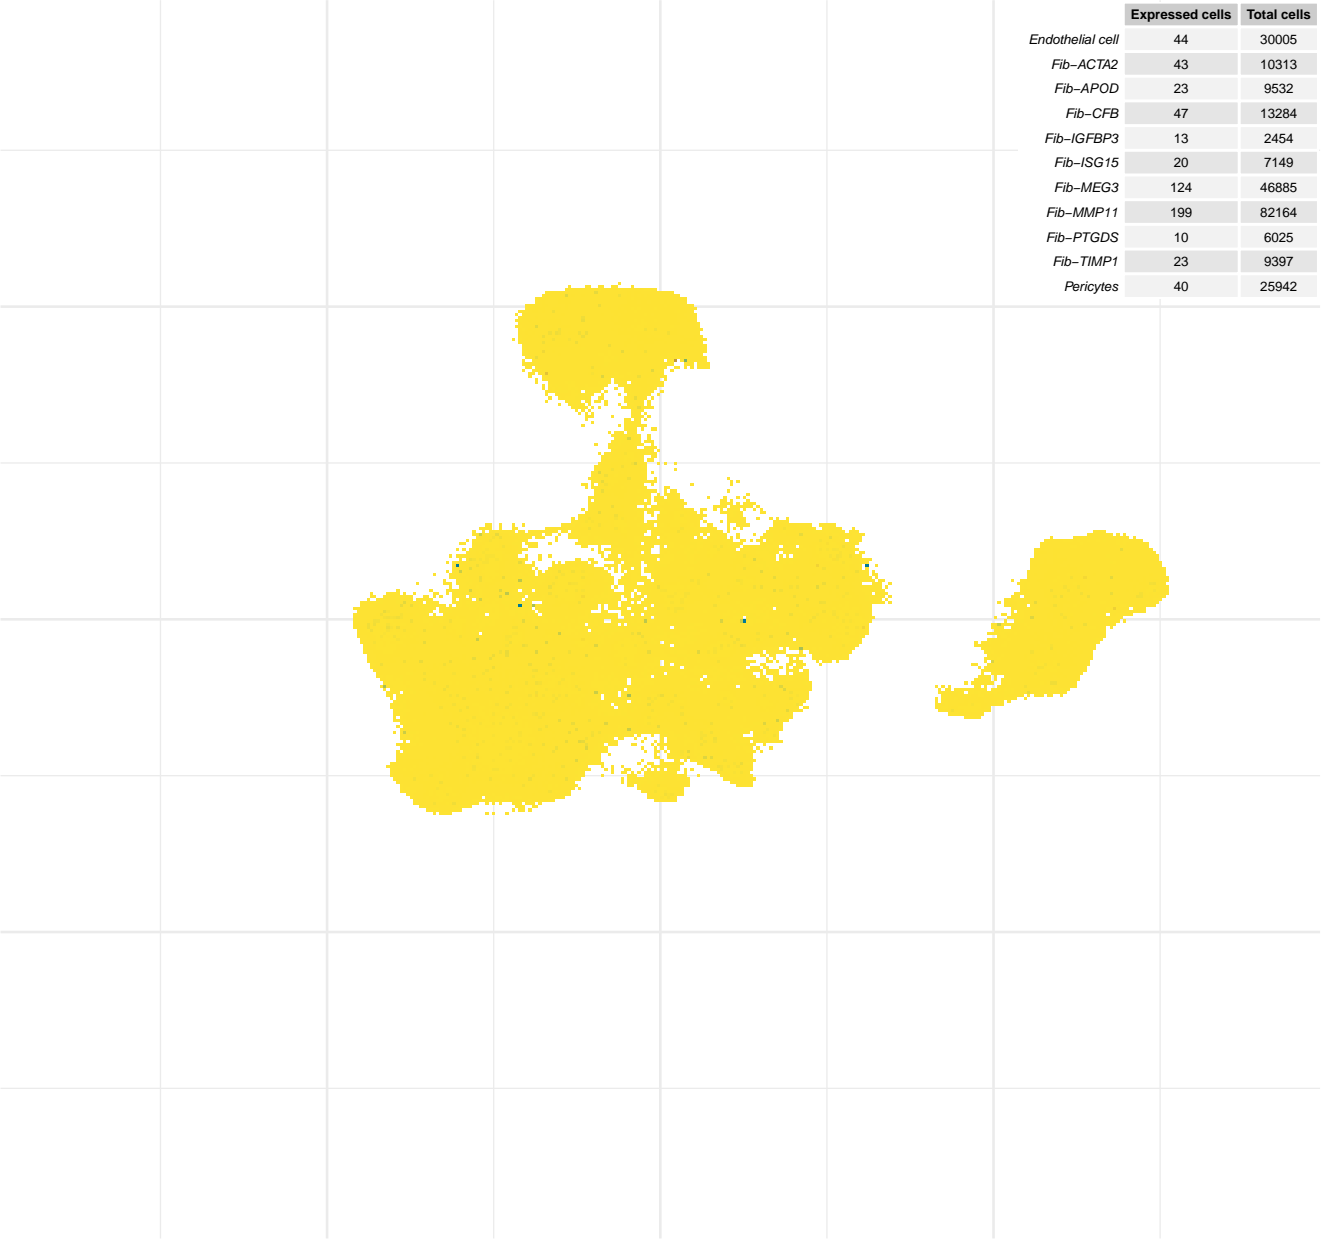 Expressed cells Total cells
Endothelial cell 44 30005
Fib−ACTA2 43 10313
Fib−APOD 23 9532
Fib−CFB 47 13284
Fib−IGFBP3 13 2454
Fib−ISG15 20 7149
Fib−MEG3 124 46885
Fib−MMP11 199 82164
Fib−PTGDS 10 6025
Fib−TIMP1 23 9397
Pericytes 40 25942